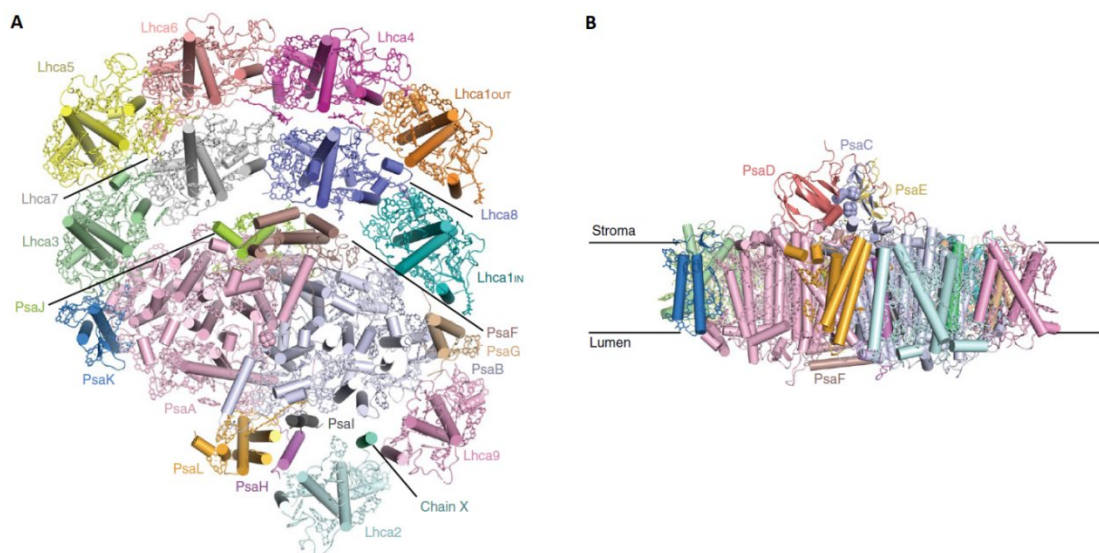 A
Lhca6
Lhca4
Lhca5
Lhca1OUT
Lhca7
Lhca8
Lhca3
Lhca1IN
PsaJ
PsaF
PsaG
PsaK
PsaB
PsaA
PsaI
PsaL
Lhca9
PsaH
Chain X
Lhca2
B
PsaC
PsaD
PsaE
Stroma
Lumen
PsaF